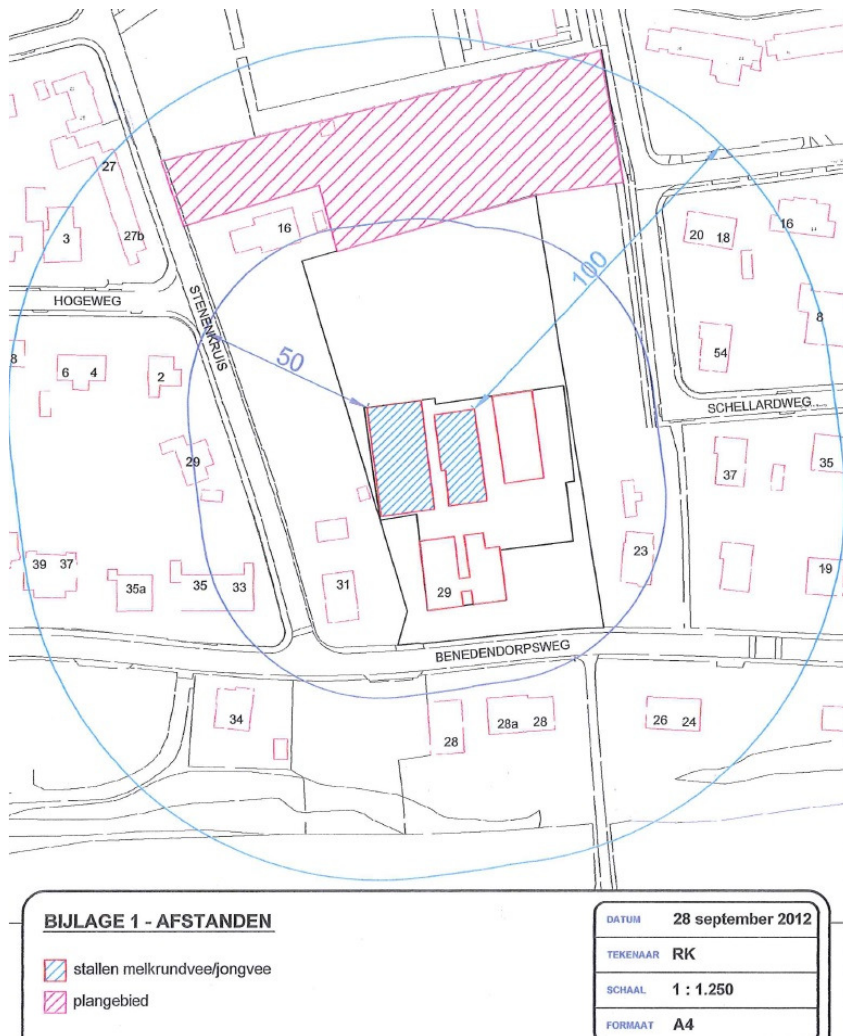 27
3
27b
16
20 18
16
HOGEWEG
STENENKRUIS
100
8
50
8
6 4
2
54
SCHELLARDWEG
29
37
35
39 37
35a
35 33
31
29
23
19
BENEDENDORPSWEG
34
28
28a 28
26 24
BIJLAGE 1 - AFSTANDEN
stallen melkrundvee/jongvee
plangebied
DATUM 28 september 2012
TEKENAAR RK
SCHAAL 1 : 1.250
FORMAAT A4